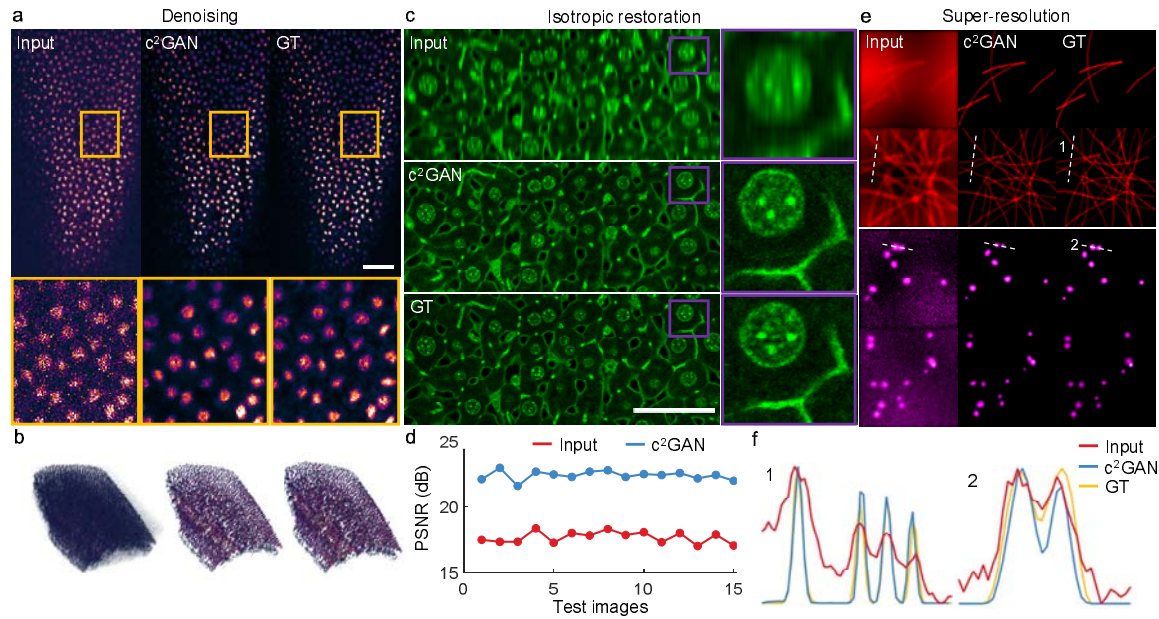 a
Denoising
Input
c²GAN
GT
b
c
Isotropic restoration
Input
c²GAN
GT
d
25
20
15
PSNR (dB)
Input
c²GAN
0
5
10
15
Test images
e
Super-resolution
Input
c²GAN
GT
1
2
f
1
2
Input
c²GAN
GT